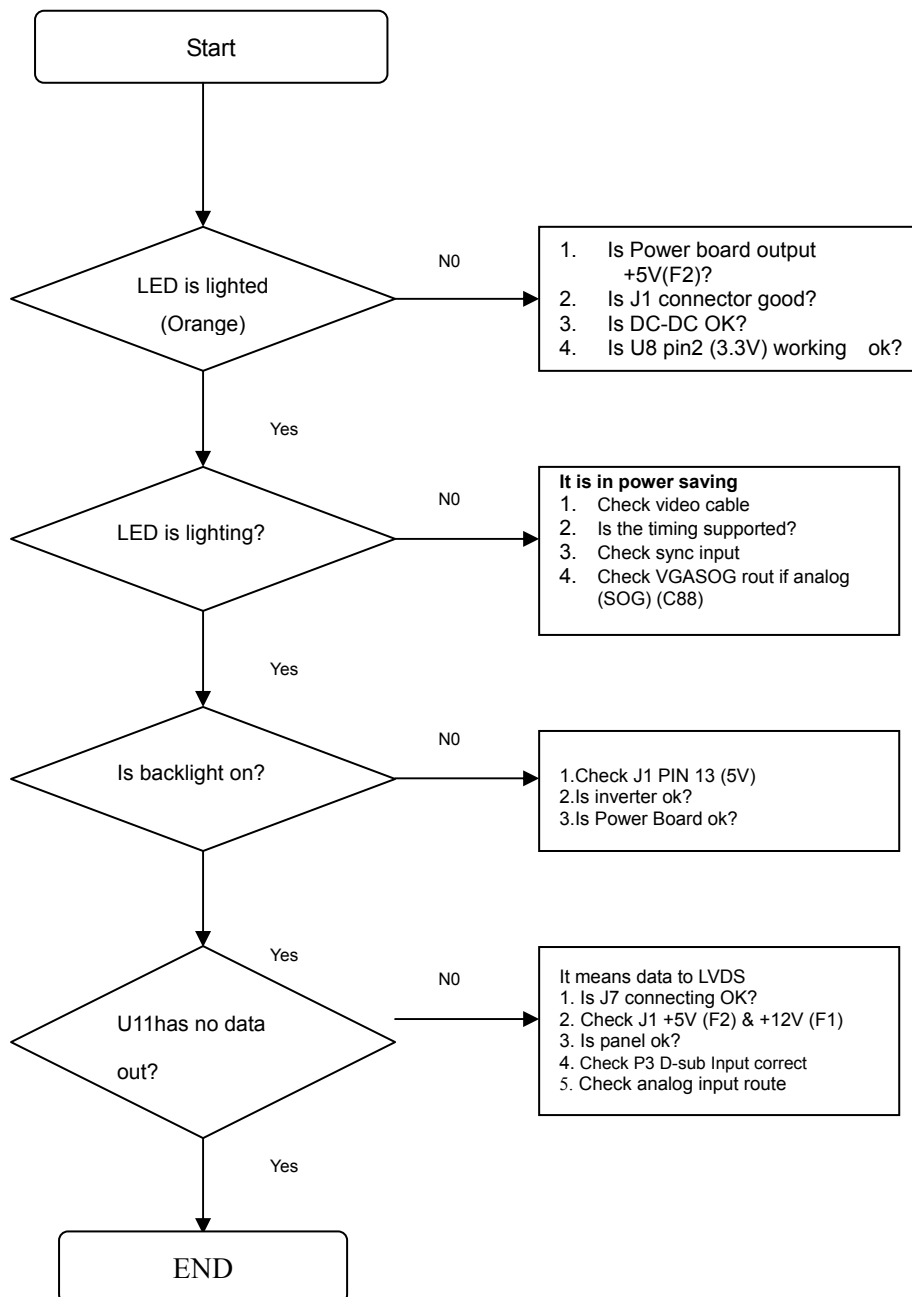 Start
LED is lighted
(Orange)
N0
1. Is Power board output
+5V(F2)?
2. Is J1 connector good?
3. Is DC-DC OK?
4. Is U8 pin2 (3.3V) working ok?
Yes
LED is lighting?
N0
It is in power saving
1. Check video cable
2. Is the timing supported?
3. Check sync input
4. Check VGASOG rout if analog
(SOG) (C88)
Yes
Is backlight on?
N0
1.Check J1 PIN 13 (5V)
2.Is inverter ok?
3.Is Power Board ok?
Yes
U11has no data
out?
N0
It means data to LVDS
1. Is J7 connecting OK?
2. Check J1 +5V (F2) & +12V (F1)
3. Is panel ok?
4. Check P3 D-sub Input correct
5. Check analog input route
Yes
END